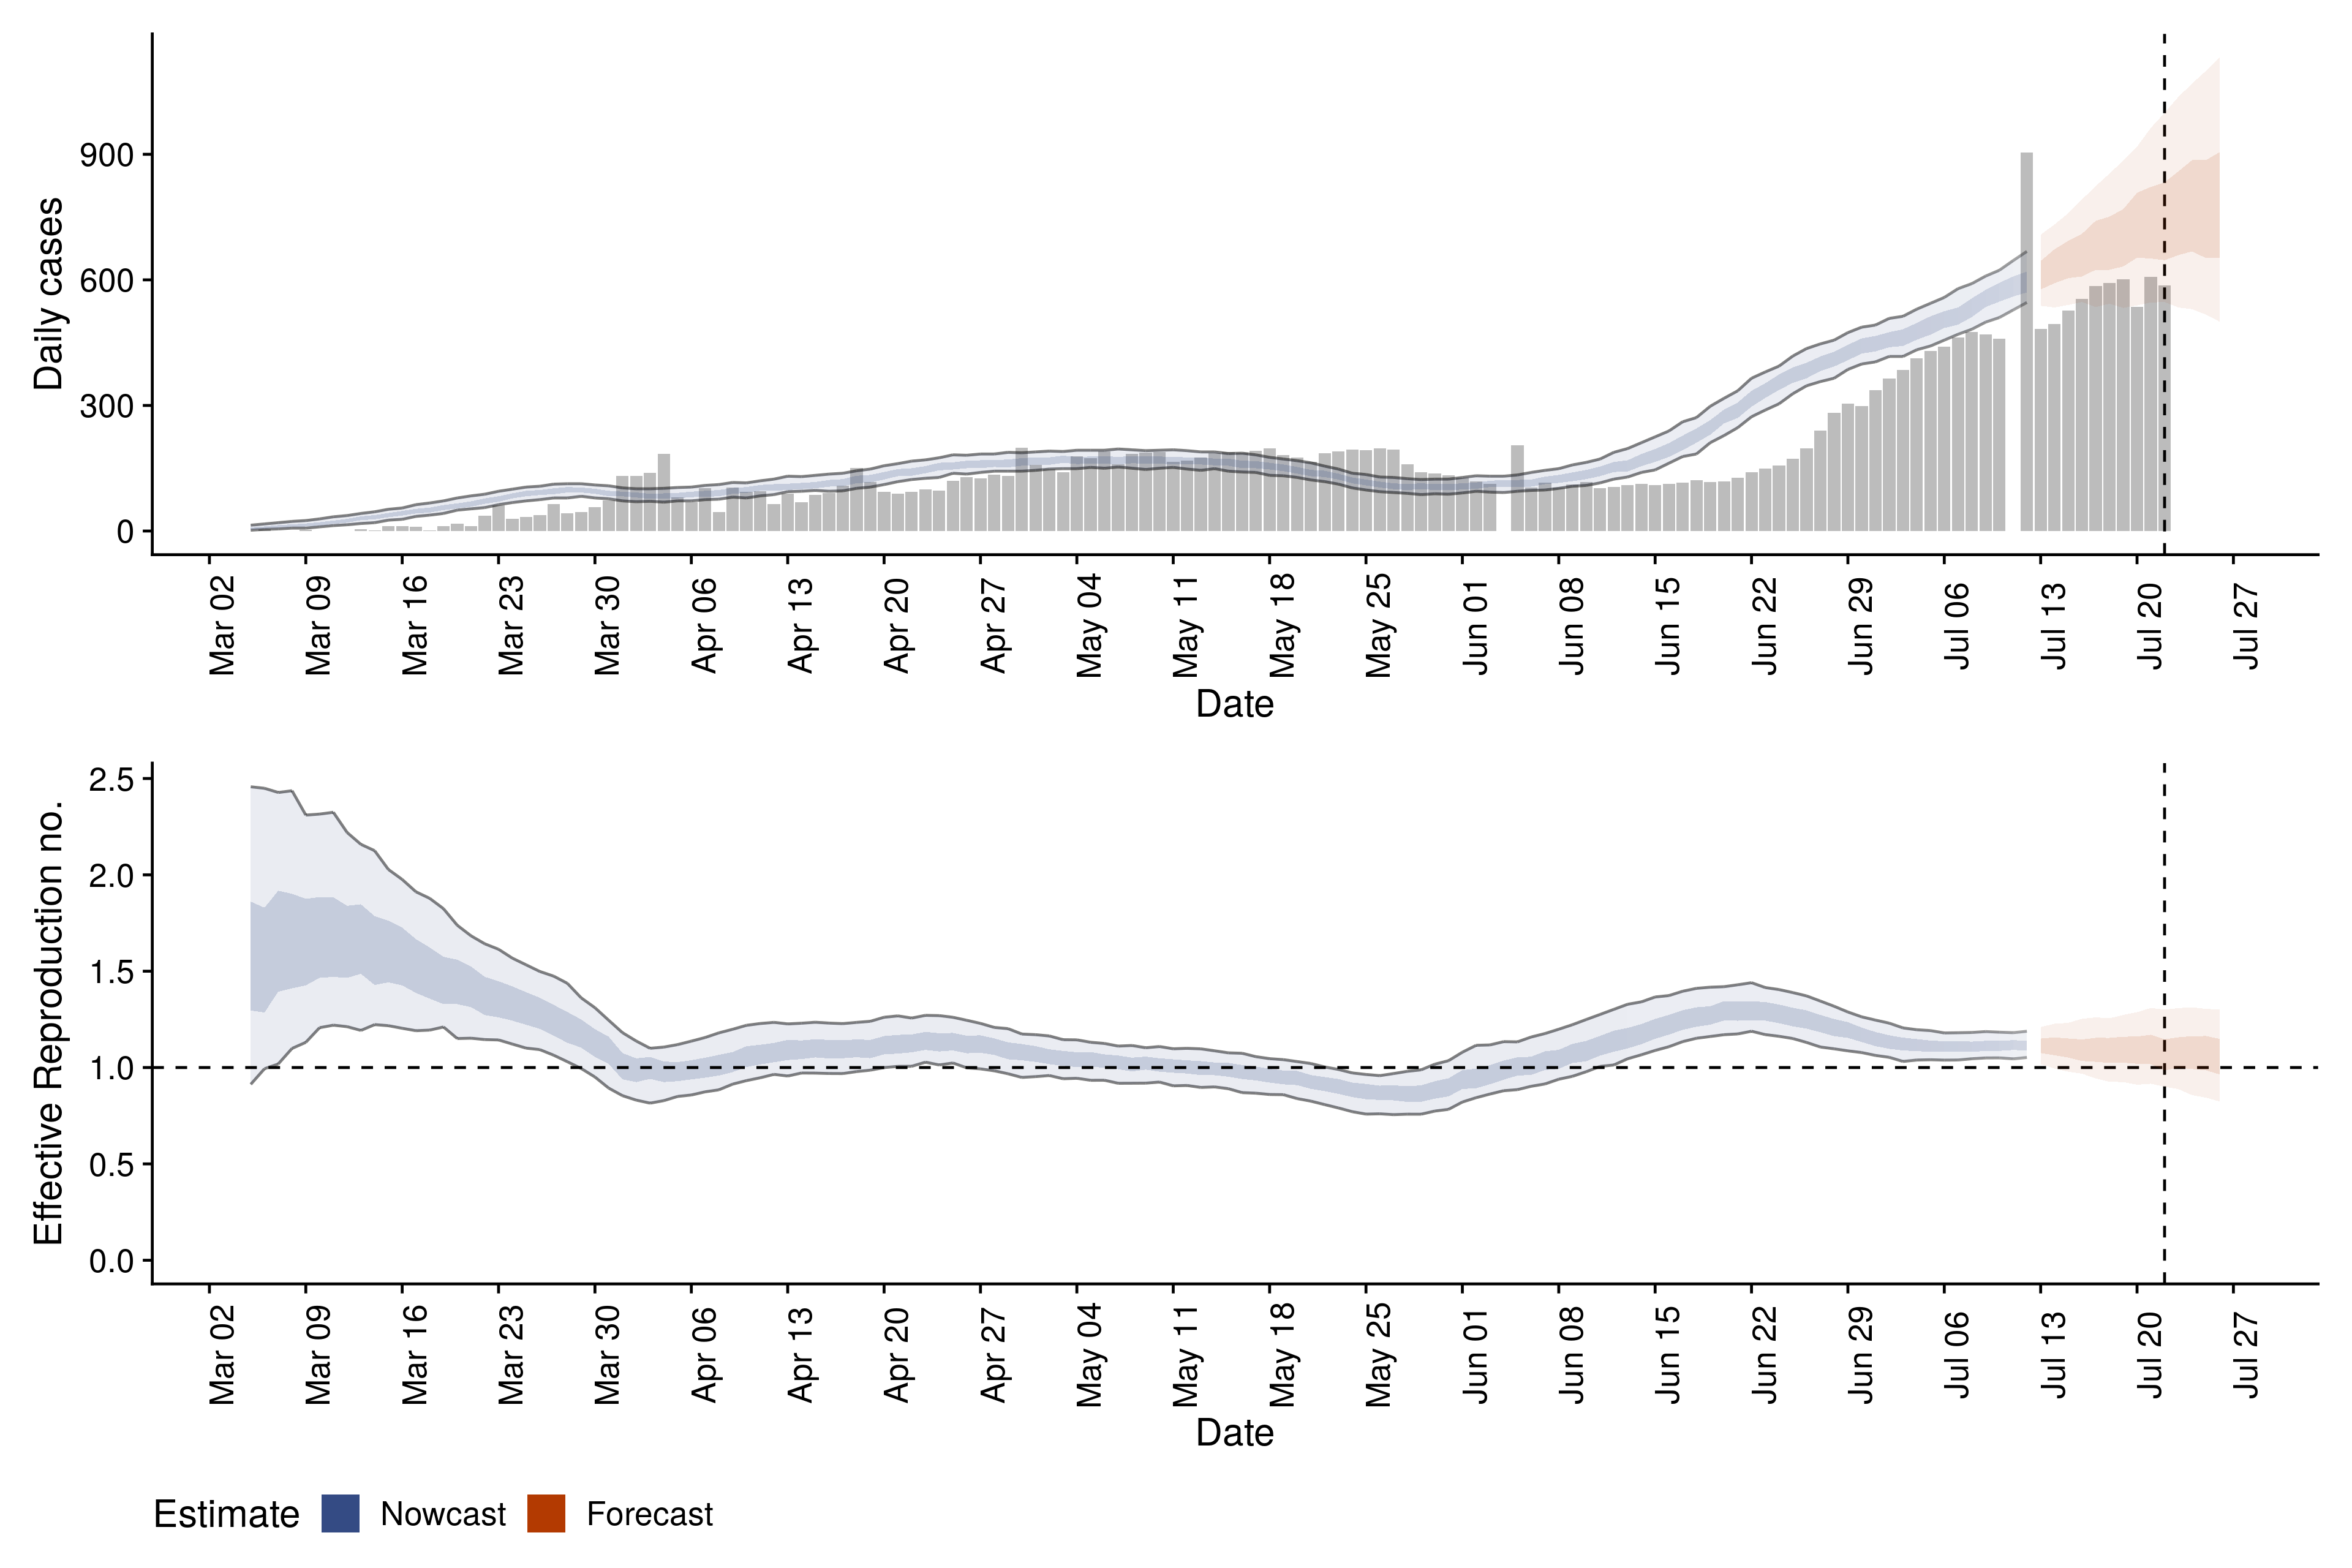 Daily cases
900
600
300
0
Mar 02
Mar 09
Mar 16
Mar 23
Mar 30
Apr 06
Apr 13
Apr 20
Apr 27
May 04
May 11
May 18
May 25
Jun 01
Jun 08
Jun 15
Jun 22
Jun 29
Jul 06
Jul 13
Jul 20
Jul 27
Date
Effective Reproduction no.
2.5
2.0
1.5
1.0
0.5
0.0
Mar 02
Mar 09
Mar 16
Mar 23
Mar 30
Apr 06
Apr 13
Apr 20
Apr 27
May 04
May 11
May 18
May 25
Jun 01
Jun 08
Jun 15
Jun 22
Jun 29
Jul 06
Jul 13
Jul 20
Jul 27
Date
Estimate Nowcast Forecast